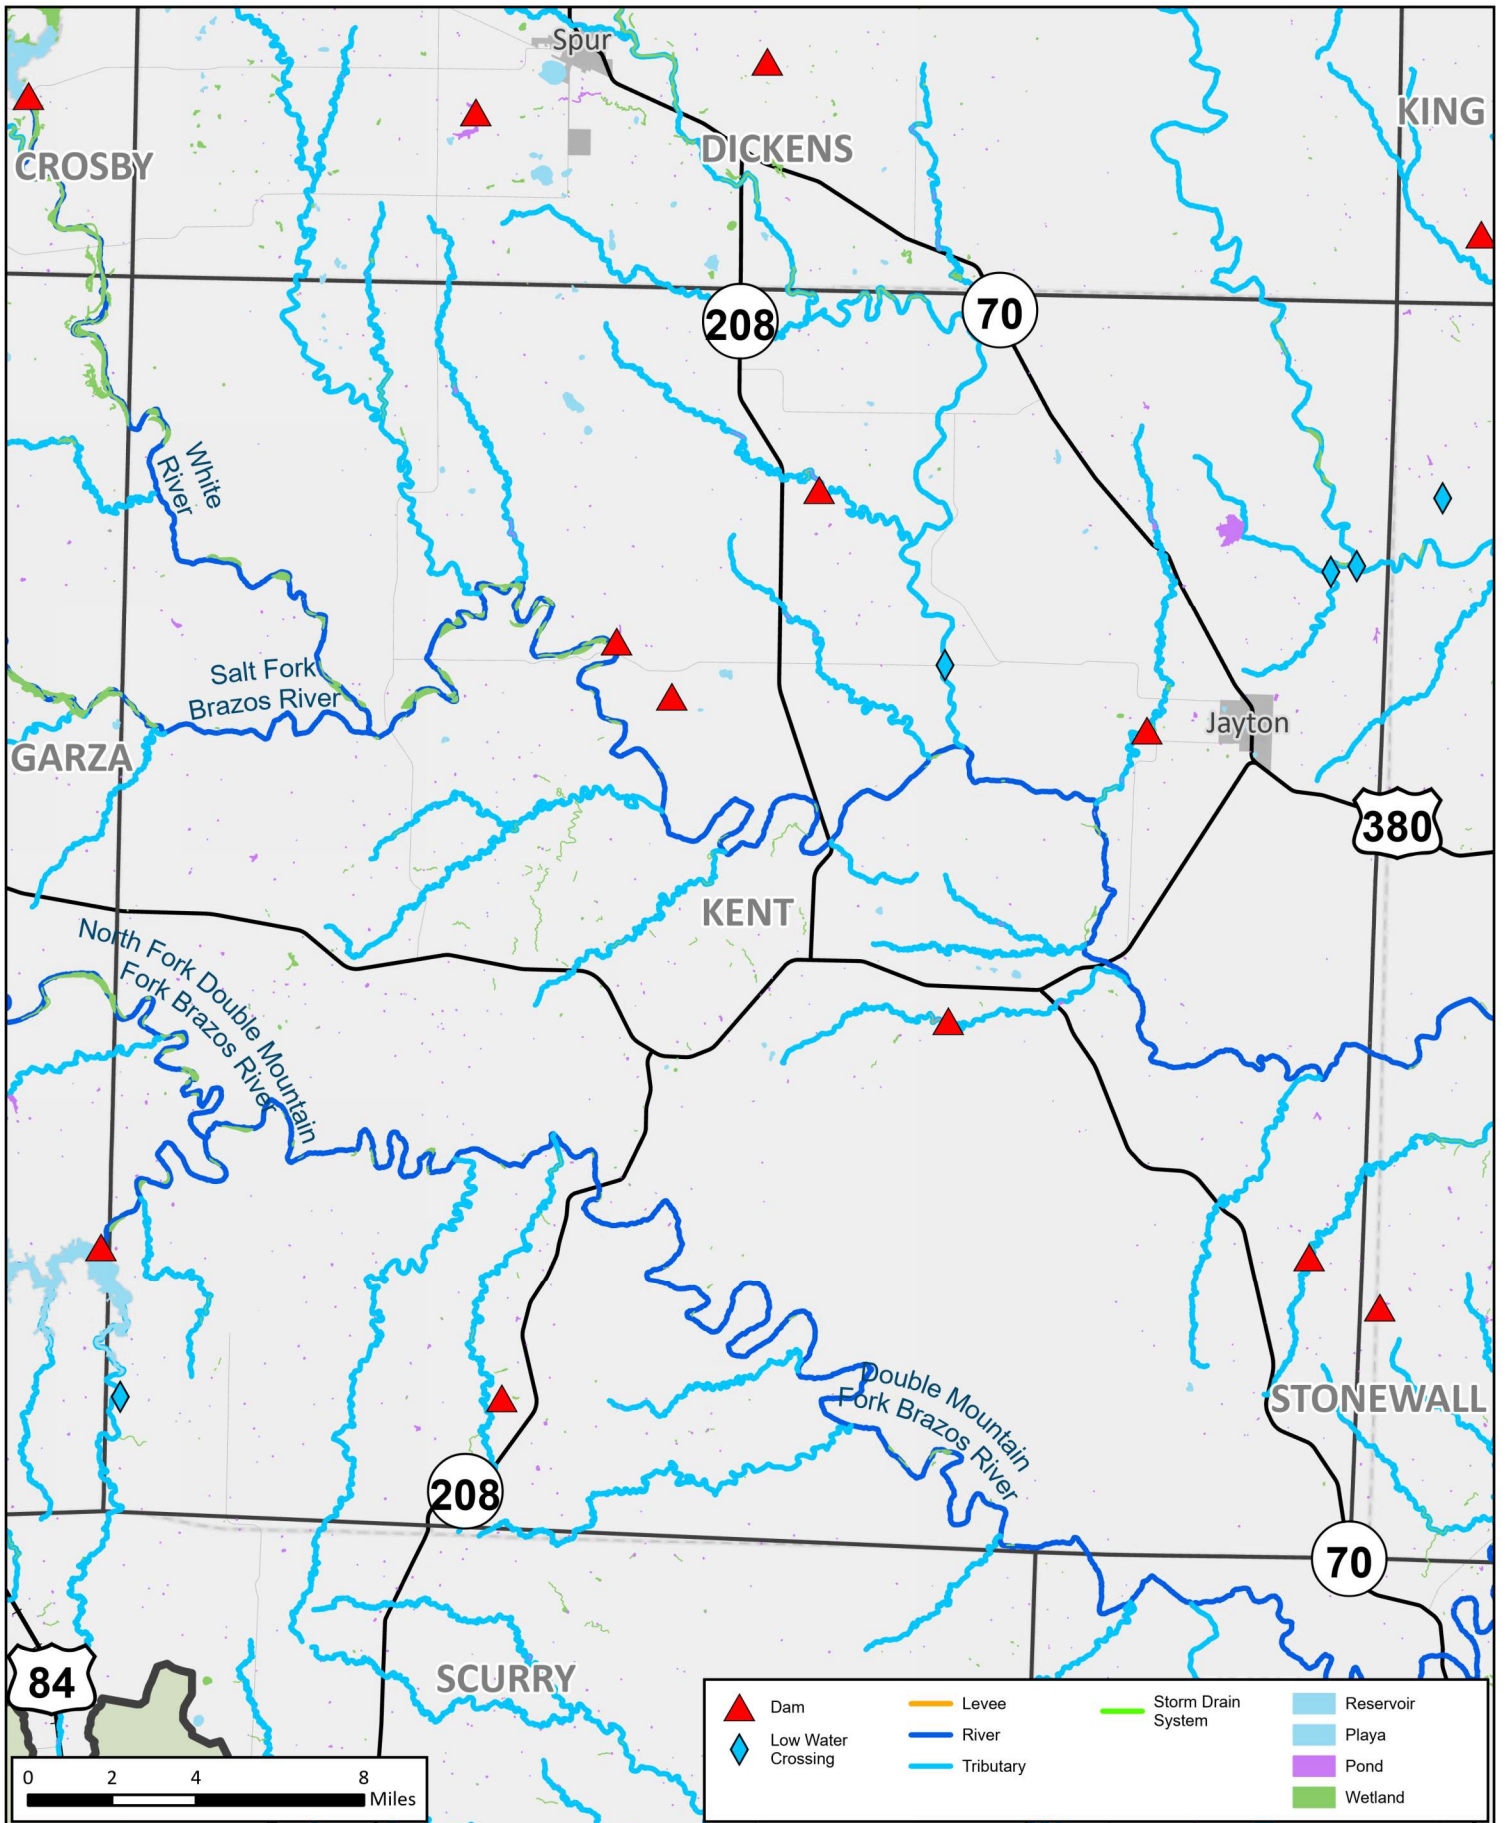 Spur
KING
DICKENS
CROSBY
208
70
White
River
Salt Fork
Brazos River
Jayton
GARZA
380
KENT
North Fork Double Mountain
Fork Brazos River
Double Mountain
Fork Brazos River
STONEWALL
208
70
84
SCURRY
Dam
Low Water
Crossing
Levee
River
Tributary
Storm Drain
System
Reservoir
Playa
Pond
Wetland
0 2 4 8
Miles